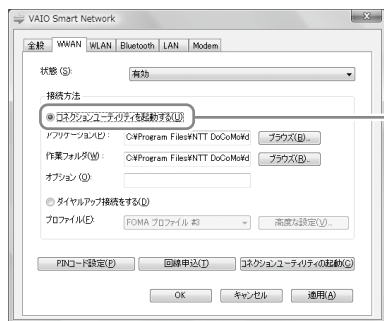 VAIO Smart Network
全般 WWAN WLAN Bluetooth LAN Modem
状態 (S): 有効
接続方法
コネクションユーティリティを起動する(U)
アプリケーション(P): C:¥Program Files¥NTT DoCoMo¥d ブラウズ(B)...
作業フォルダ(W) : C:¥Program Files¥NTT DoCoMo¥d ブラウズ(R)...
オプション (O):
ダイヤルアップ接続をする(D)
プロファイル(F): FOMA プロファイル #3 高度な設定(V)...
PINコード設定(P) 回線申込(T) コネクションユーティリティの起動(C)
OK キャンセル 適用(A)